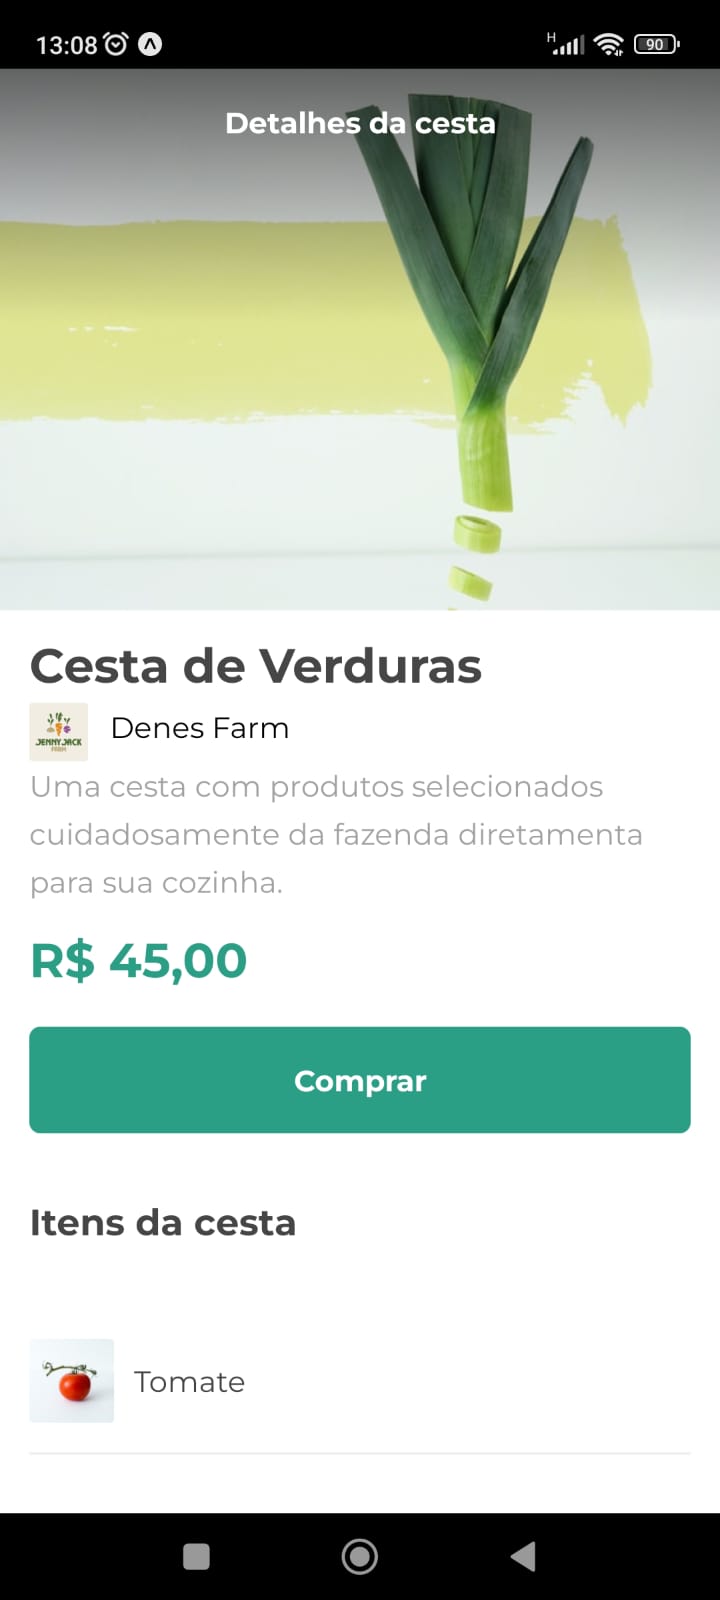 13:08
H
90
Detalhes da cesta
Cesta de Verduras
JENNY JACK
FARM
Denes Farm
Uma cesta com produtos selecionados
cuidadosamente da fazenda diretamenta
para sua cozinha.
R$ 45,00
Comprar
Itens da cesta
Tomate